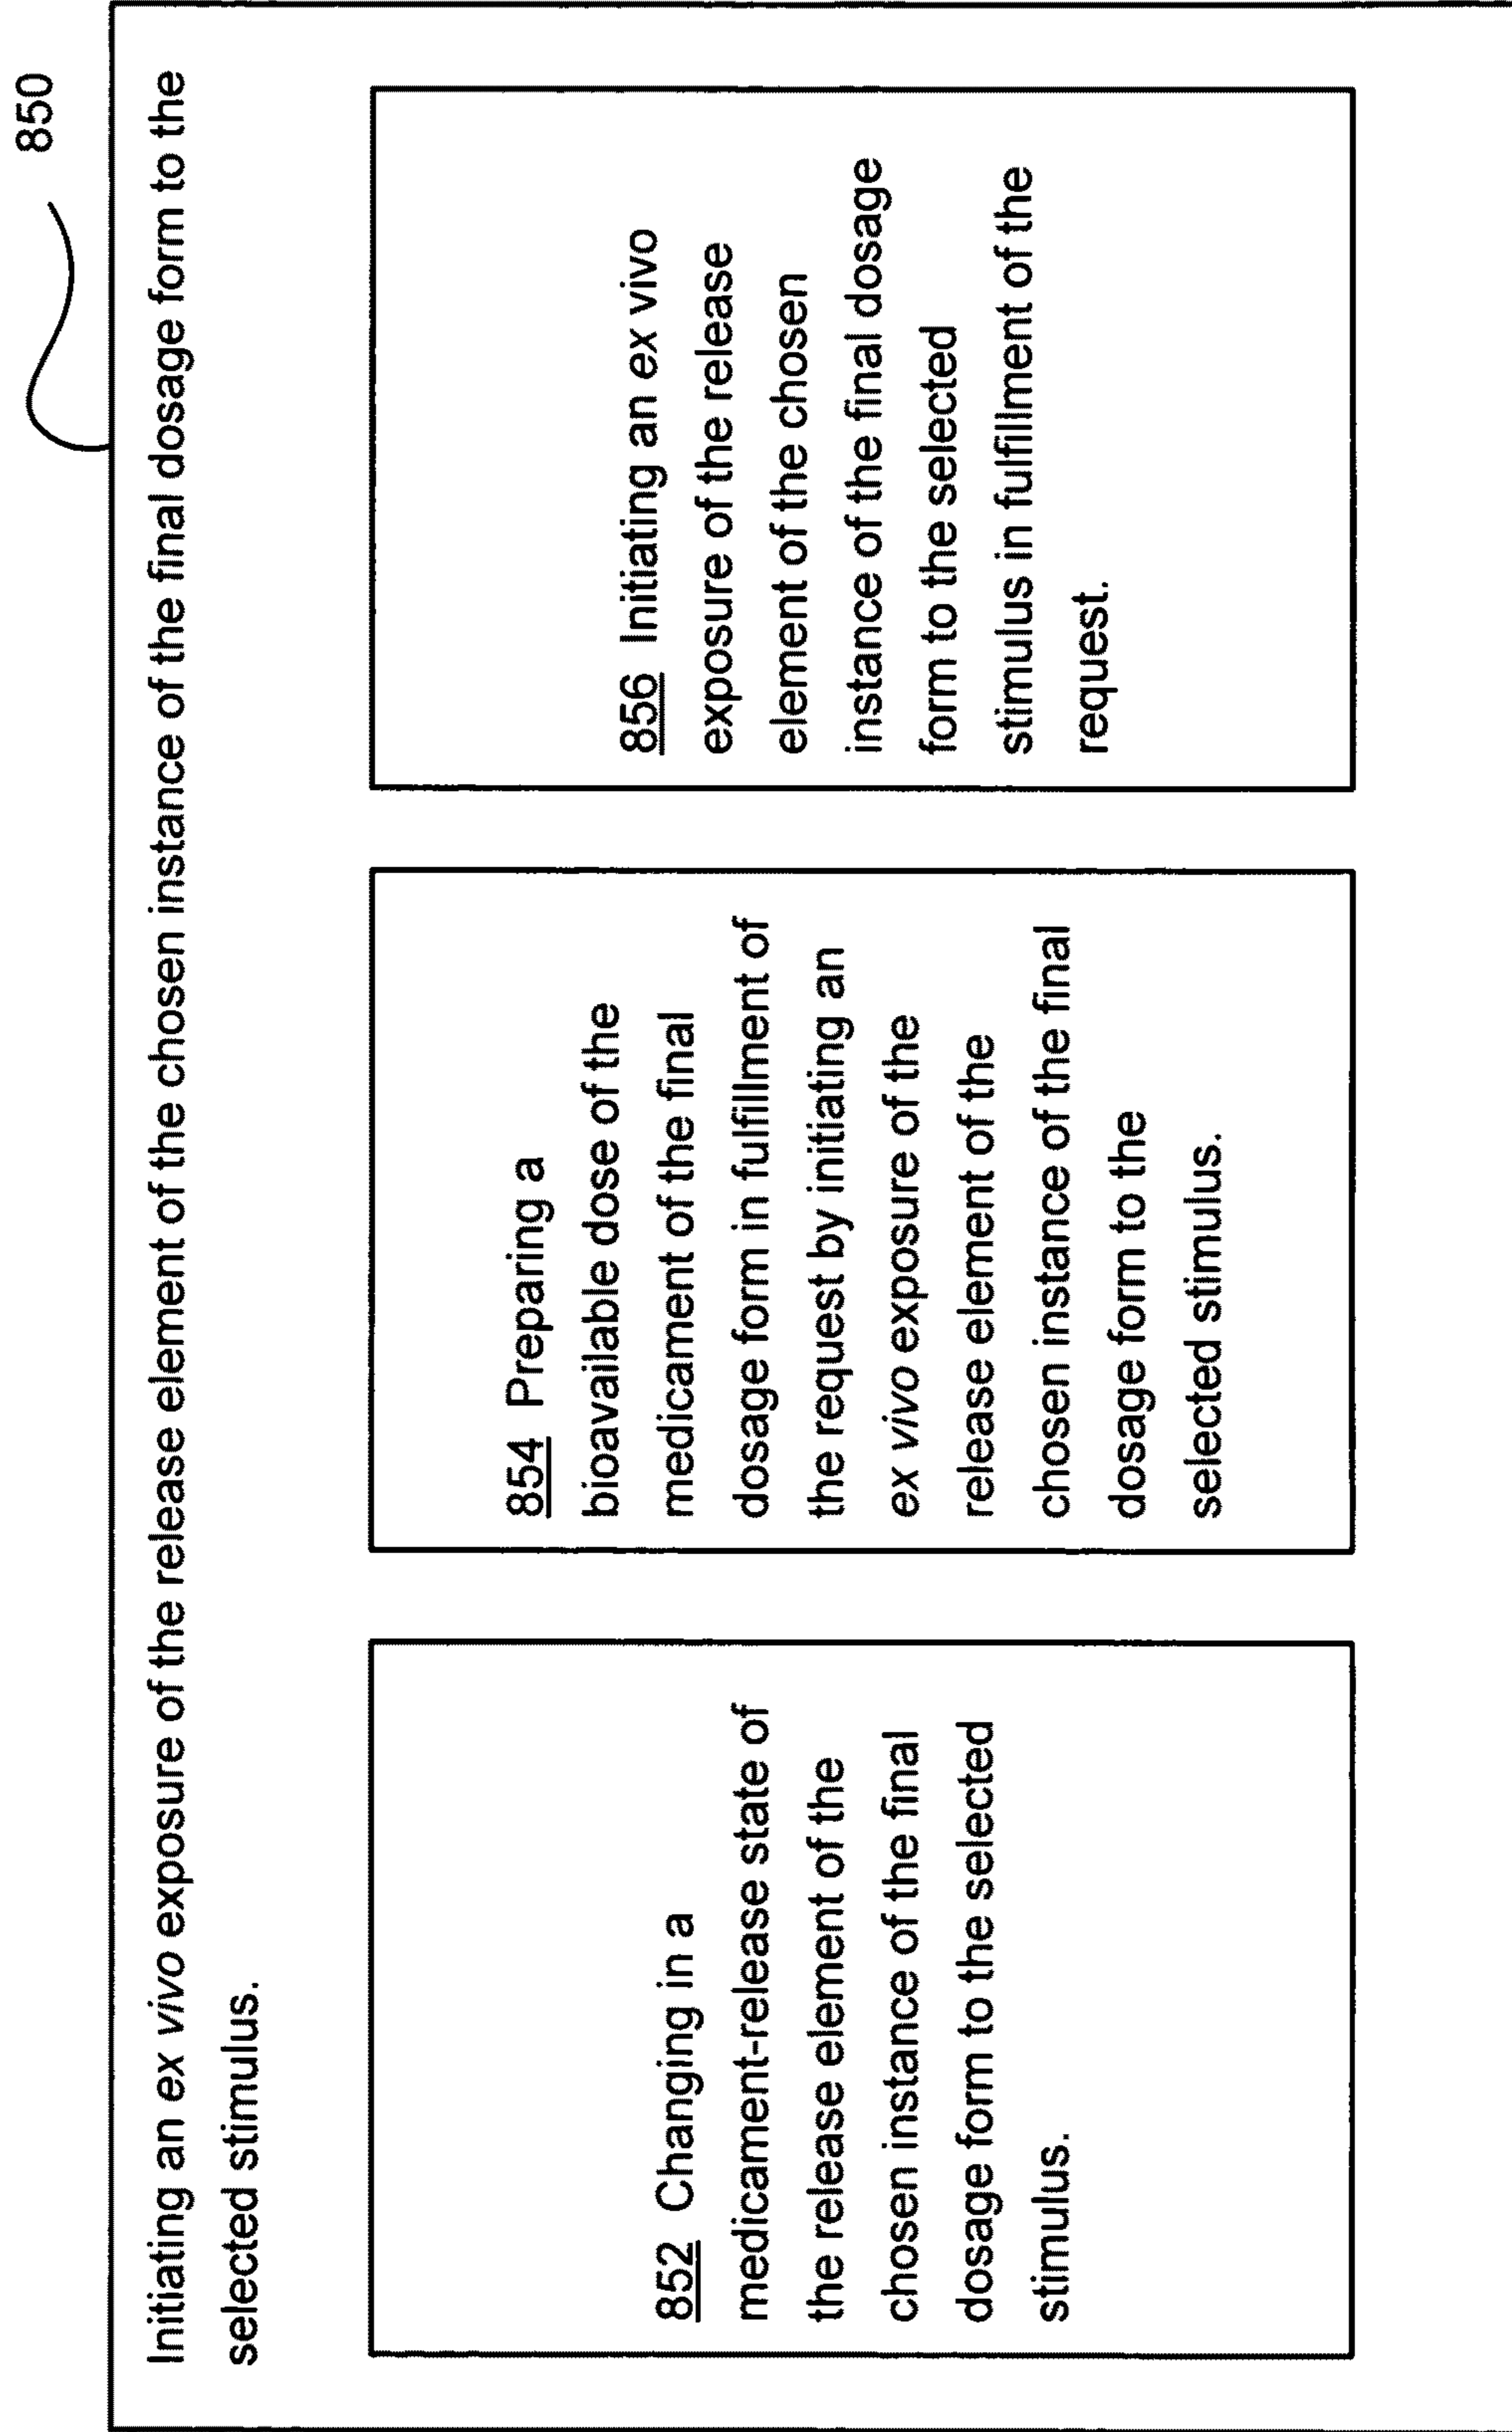 850
Initiating an ex vivo exposure of the release element of the chosen instance of the final dosage form to the
selected stimulus.
852 Changing in a
medicament-release state of
the release element of the
chosen instance of the final
dosage form to the selected
stimulus.
854 Preparing a
bioavailable dose of the
medicament of the final
dosage form in fulfillment of
the request by initiating an
ex vivo exposure of the
release element of the
chosen instance of the final
dosage form to the
selected stimulus.
856 Initiating an ex vivo
exposure of the release
element of the chosen
instance of the final dosage
form to the selected
stimulus in fulfillment of the
request.